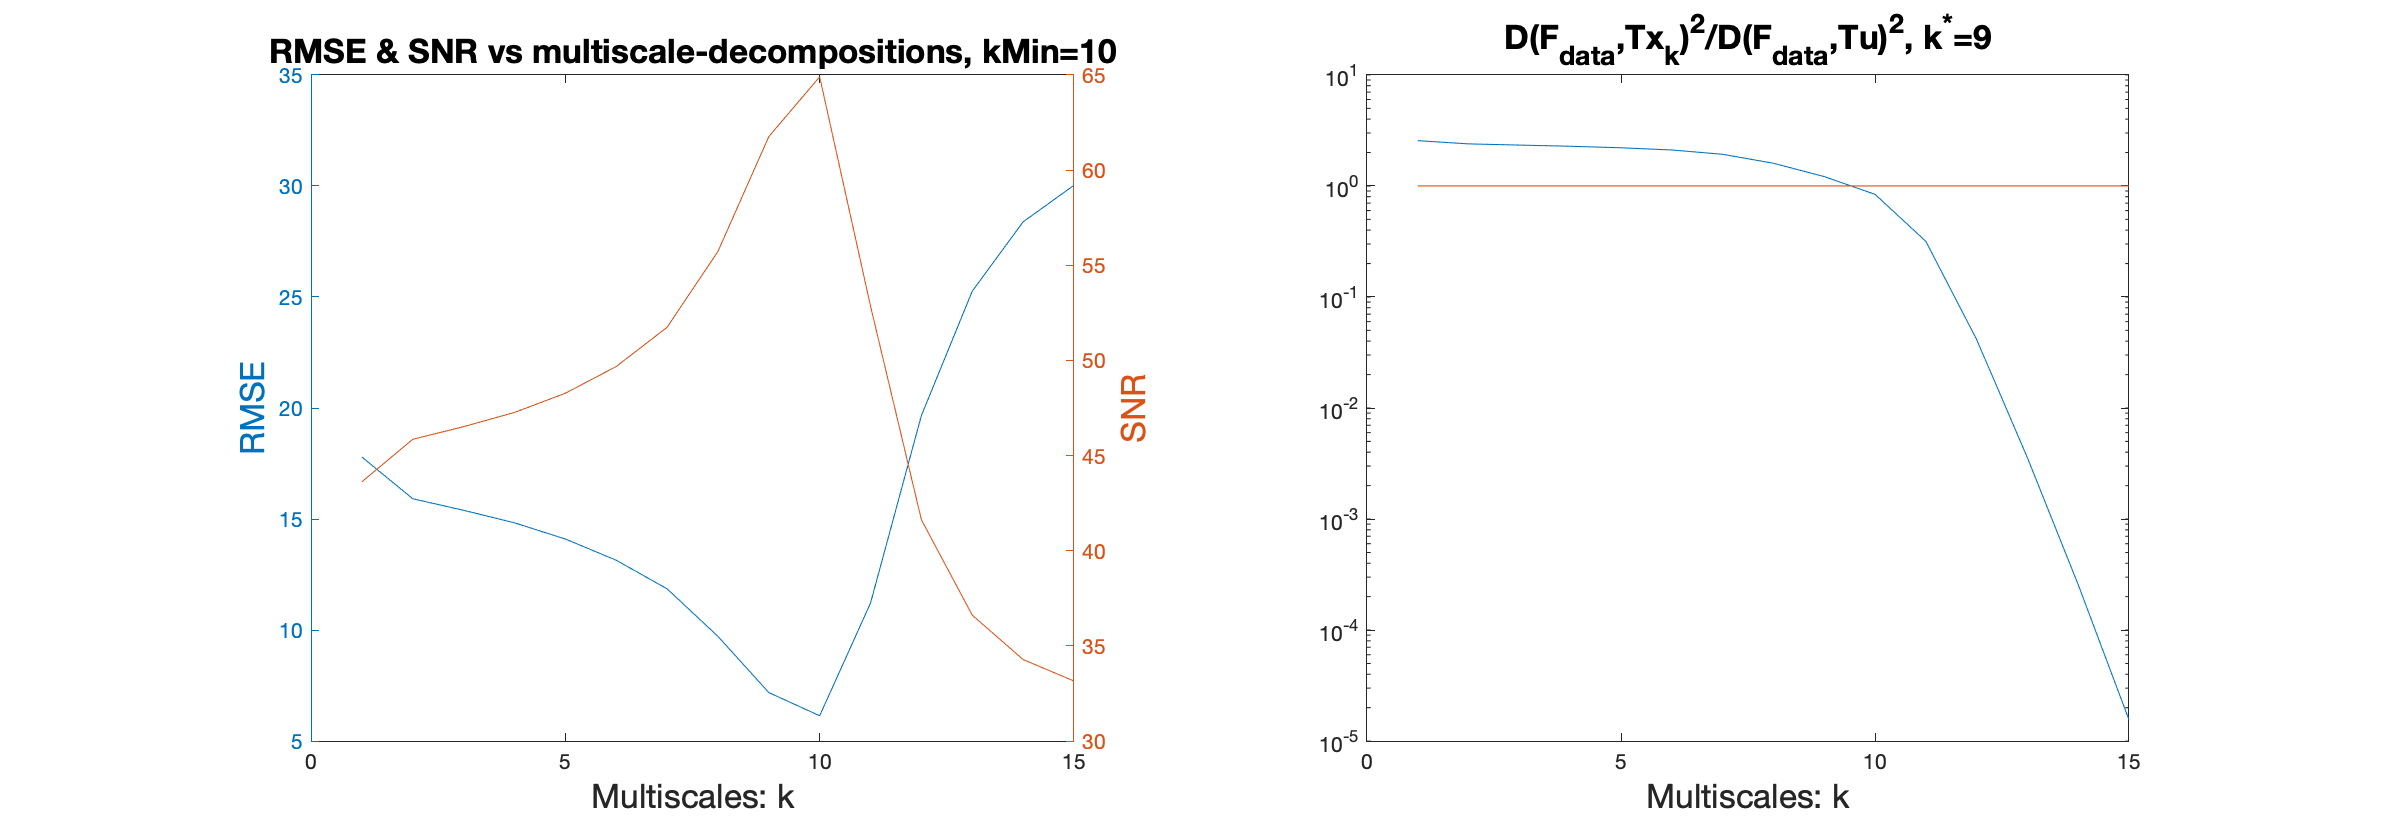 RMSE & SNR vs multiscale-decompositions, kMin=10
35
30
25
20
15
10
5
RMSE
65
60
55
50
45
40
35
30
SNR
0 5 10 15
Multiscales: k
D(F_data,Tx_k)^2/D(F_data,Tu)^2, k^*=9
10^1
10^0
10^-1
10^-2
10^-3
10^-4
10^-5
0 5 10 15
Multiscales: k